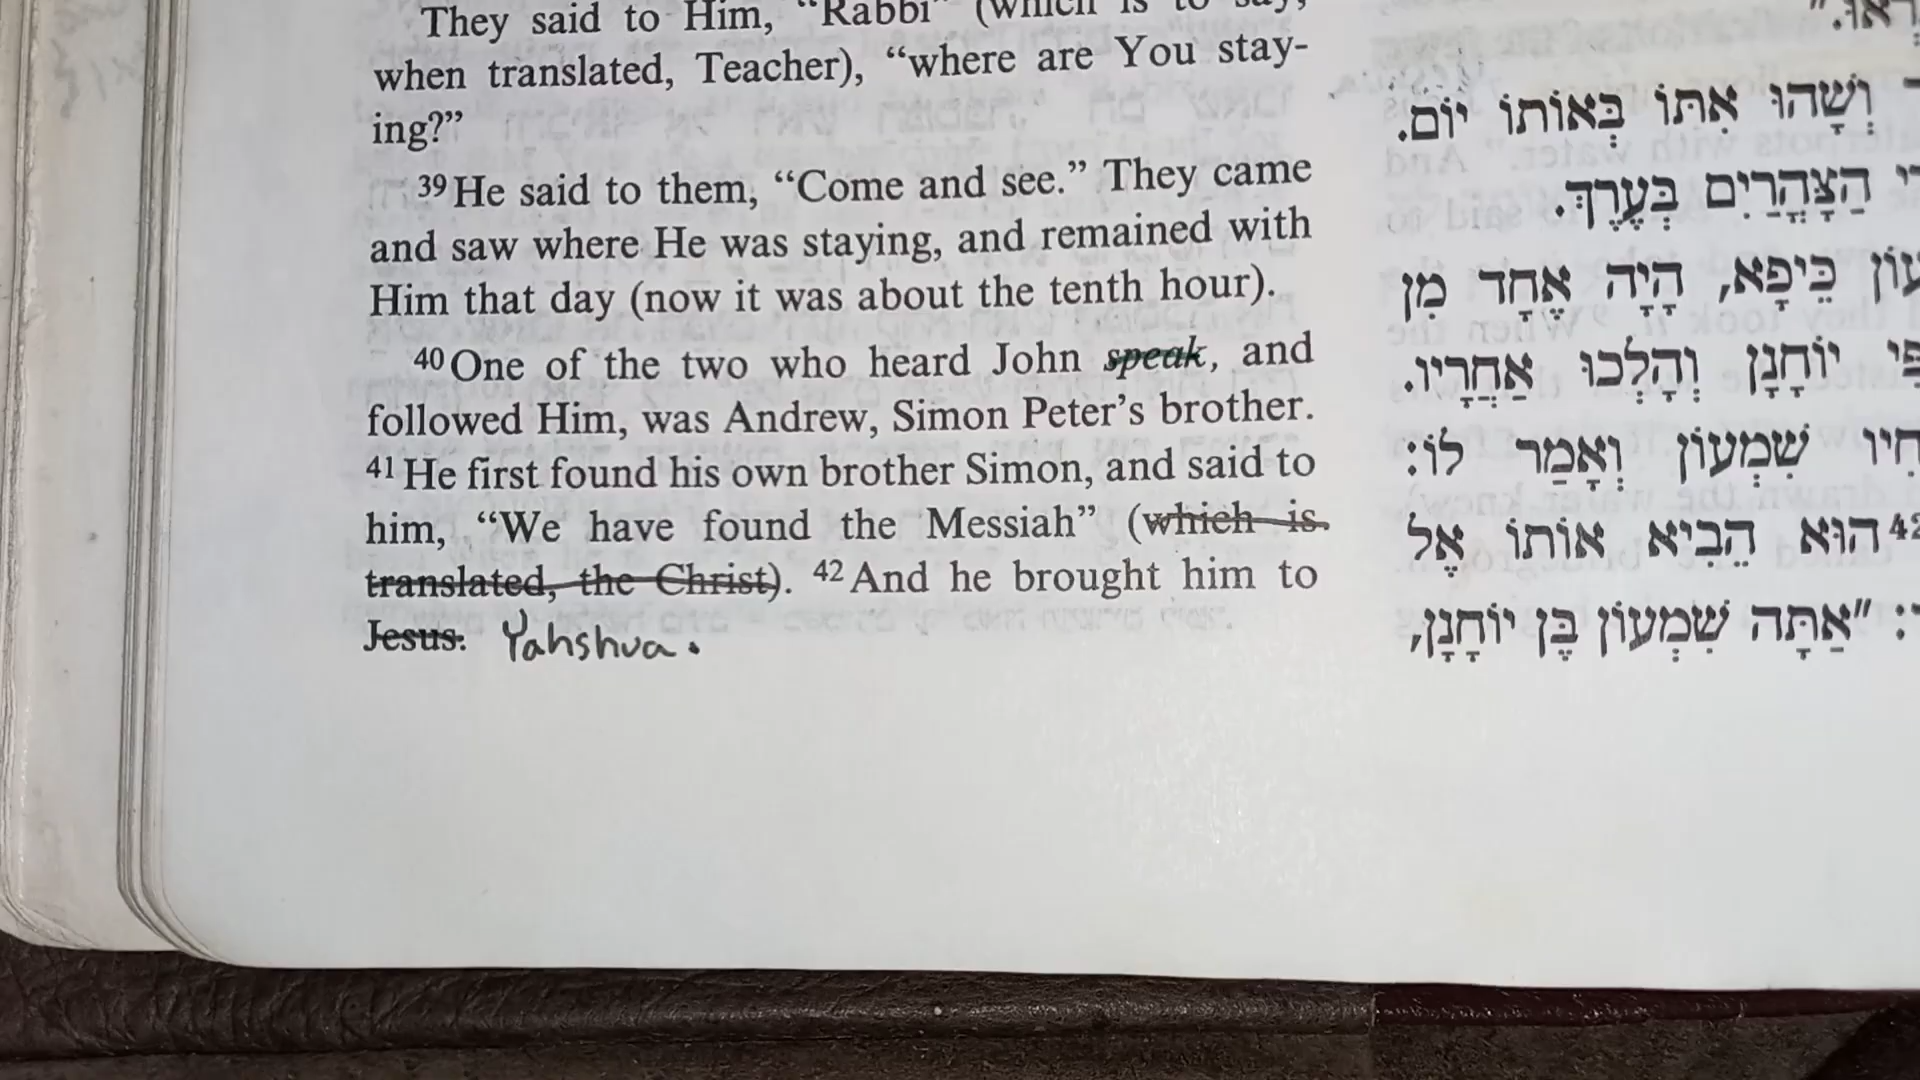 They said to Him, “Rabbi” (which is to say,
when translated, Teacher), “where are You stay-
ing?”
39 He said to them, “Come and see.” They came
and saw where He was staying, and remained with
Him that day (now it was about the tenth hour).
40 One of the two who heard John speak, and
followed Him, was Andrew, Simon Peter’s brother.
41 He first found his own brother Simon, and said to
him, “We have found the Messiah” (which is
translated, the Christ). 42 And he brought him to
Jesus. Yahshua.
וְשָׁהוּ אִתּוֹ בְּאוֹתוֹ יוֹם.
הַצָּהֳרַיִם בְּעֶרֶךְ.
כֵּיפָא, הָיָה אֶחָד מִן
יוֹחָנָן וְהָלְכוּ אַחֲרָיו.
שִׁמְעוֹן וְאָמַר לוֹ:
42 הוּא הֵבִיא אוֹתוֹ אֶל
"אַתָּה שִׁמְעוֹן בֶּן יוֹחָנָן,